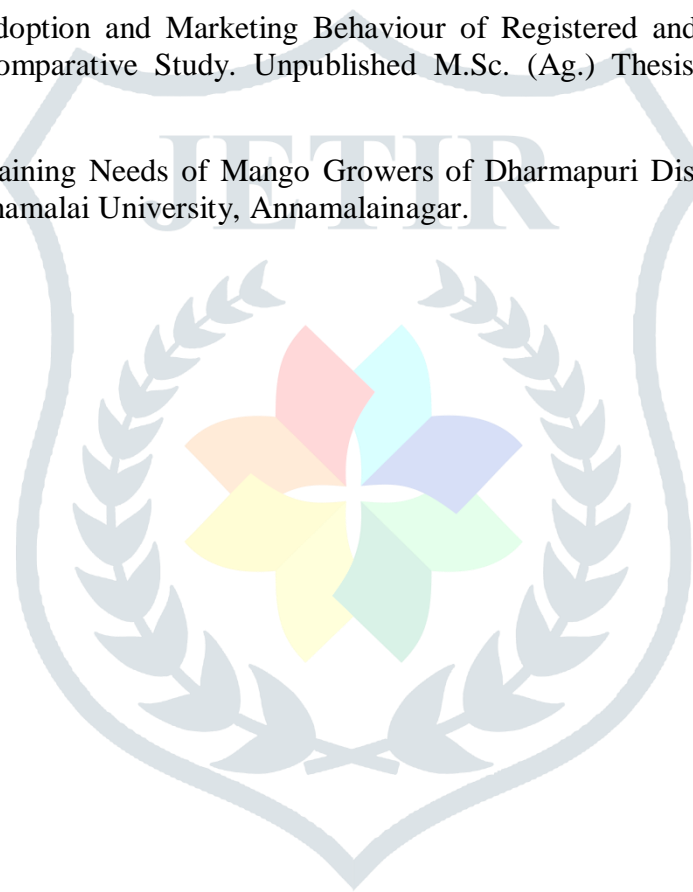 doption and Marketing Behaviour of Registered and
omparative Study. Unpublished M.Sc. (Ag.) Thesis
aining Needs of Mango Growers of Dharmapuri Dis
namalai University, Annamalainagar.
JETIR